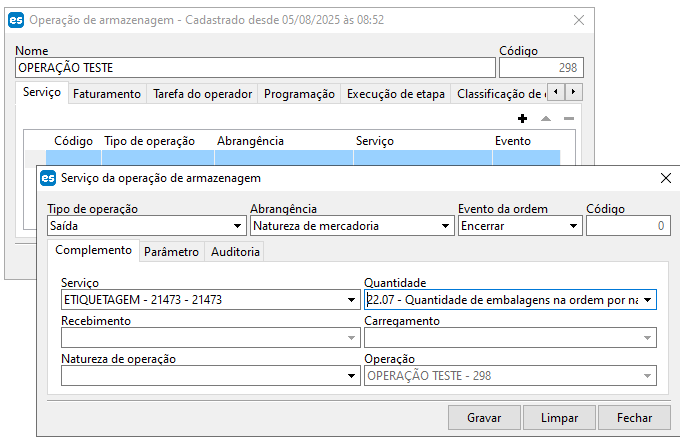 es Operação de armazenagem - Cadastrado desde 05/08/2025 às 08:52
Nome Código
OPERAÇÃO TESTE 298
Serviço Faturamento Tarefa do operador Programação Execução de etapa Classificação de
Código Tipo de operação Abrangência Serviço Evento
es Serviço da operação de armazenagem
Tipo de operação Abrangência Evento da ordem Código
Saída Natureza de mercadoria Encerrar 0
Complemento Parâmetro Auditoria
Serviço Quantidade
ETIQUETAGEM - 21473 - 21473 22.07 - Quantidade de embalagens na ordem por na
Recebimento Carregamento
Natureza de operação Operação
OPERAÇÃO TESTE - 298
Gravar Limpar Fechar